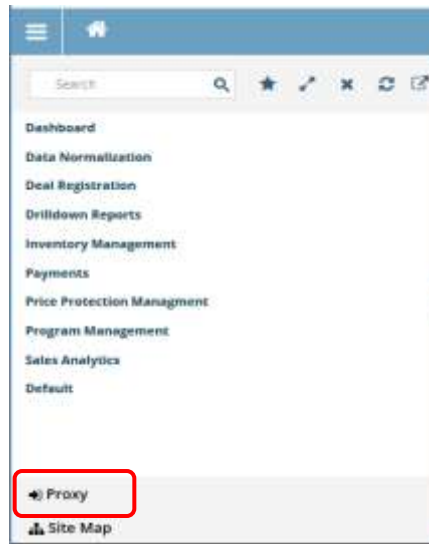 Search
Dashboard
Data Normalization
Deal Registration
Drilldown Reports
Inventory Management
Payments
Price Protection Managment
Program Management
Sales Analytics
Default
Proxy
Site Map